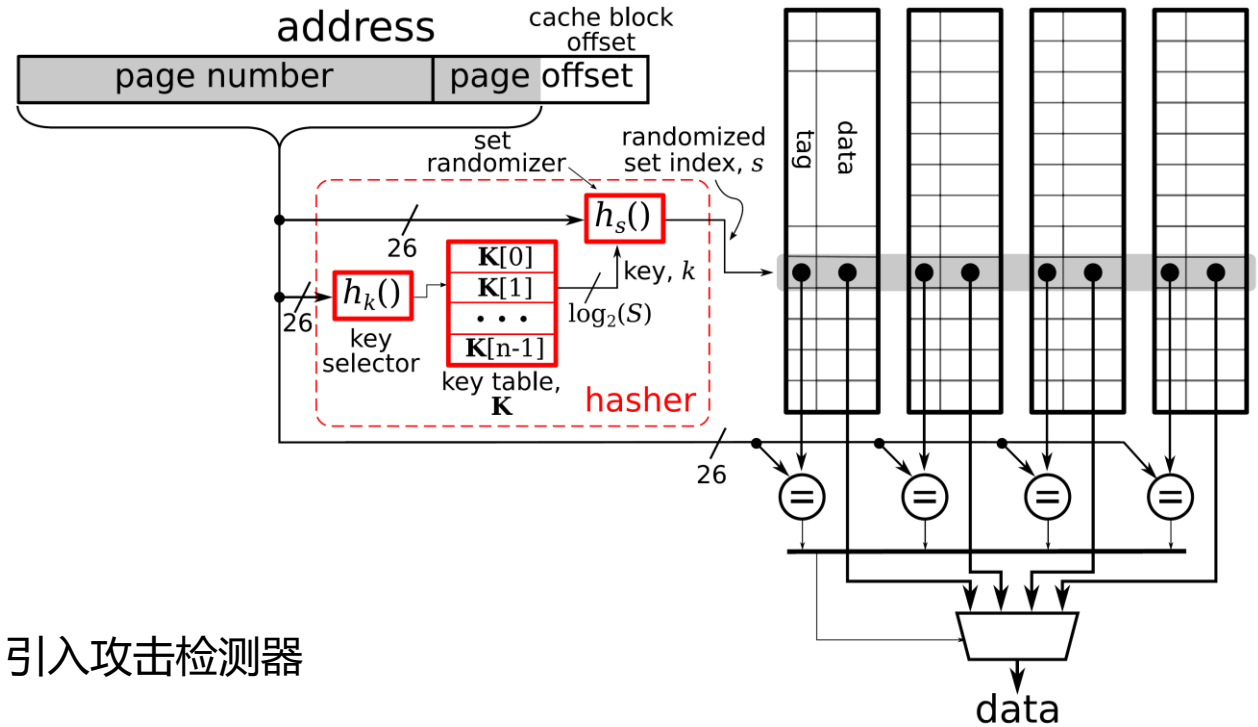 address
cache block
offset
page number
page offset
set
randomizer
randomized
set index, s
26
hₛ()
key, k
26
hₖ()
key
selector
K[0]
K[1]
• • •
K[n-1]
log₂(S)
key table,
K
hasher
tag
data
26
=
=
=
=
引入攻击检测器
data